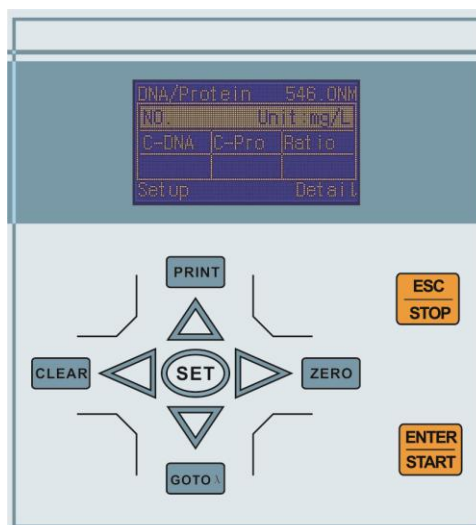 DNA/Protein 546.0NM
NO. Unit:mg/L
C-DNA C-Pro Ratio
Setup Detail
PRINT
ESC
STOP
CLEAR
SET
ZERO
ENTER
START
GOTO λ